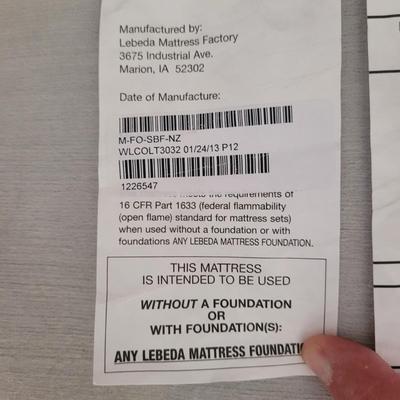 Manufactured by:
Lebeda Mattress Factory
3675 Industrial Ave.
Marion, IA 52302
Date of Manufacture:
M-FO-SBF-NZ
WLCOLT3032 01/24/13 P12
1226547
requirements of
16 CFR Part 1633 (federal flammability
(open flame) standard for mattress sets)
when used without a foundation or with
foundations ANY LEBEDA MATTRESS FOUNDATION.
THIS MATTRESS
IS INTENDED TO BE USED
WITHOUT A FOUNDATION
OR
WITH FOUNDATION(S):
ANY LEBEDA MATTRESS